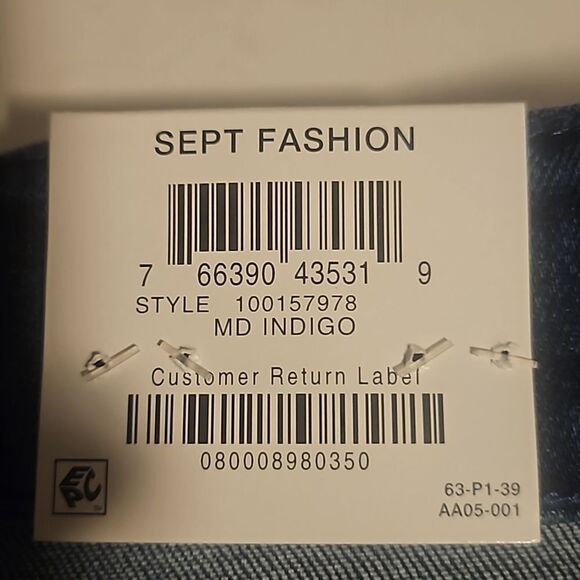 SEPT FASHION
7 66390 43531 9
STYLE 100157978
MD INDIGO
Customer Return Label
080008980350
EPC
63-P1-39
AA05-001